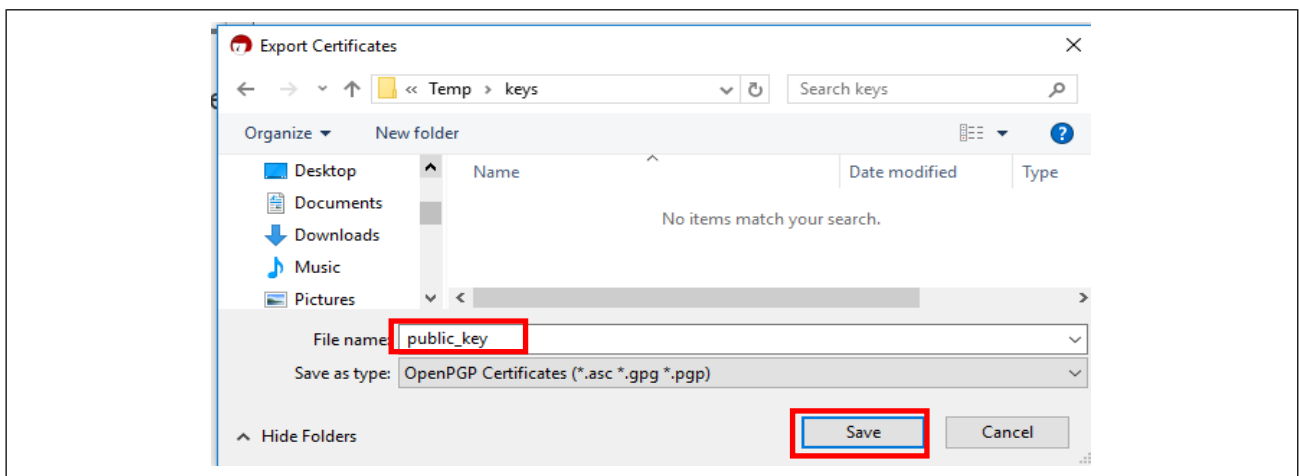 Export Certificates
« Temp › keys
Search keys
Organize
New folder
Desktop
Documents
Downloads
Music
Pictures
Name
Date modified
Type
No items match your search.
File name: public_key
Save as type: OpenPGP Certificates (*.asc *.gpg *.pgp)
Hide Folders
Save
Cancel